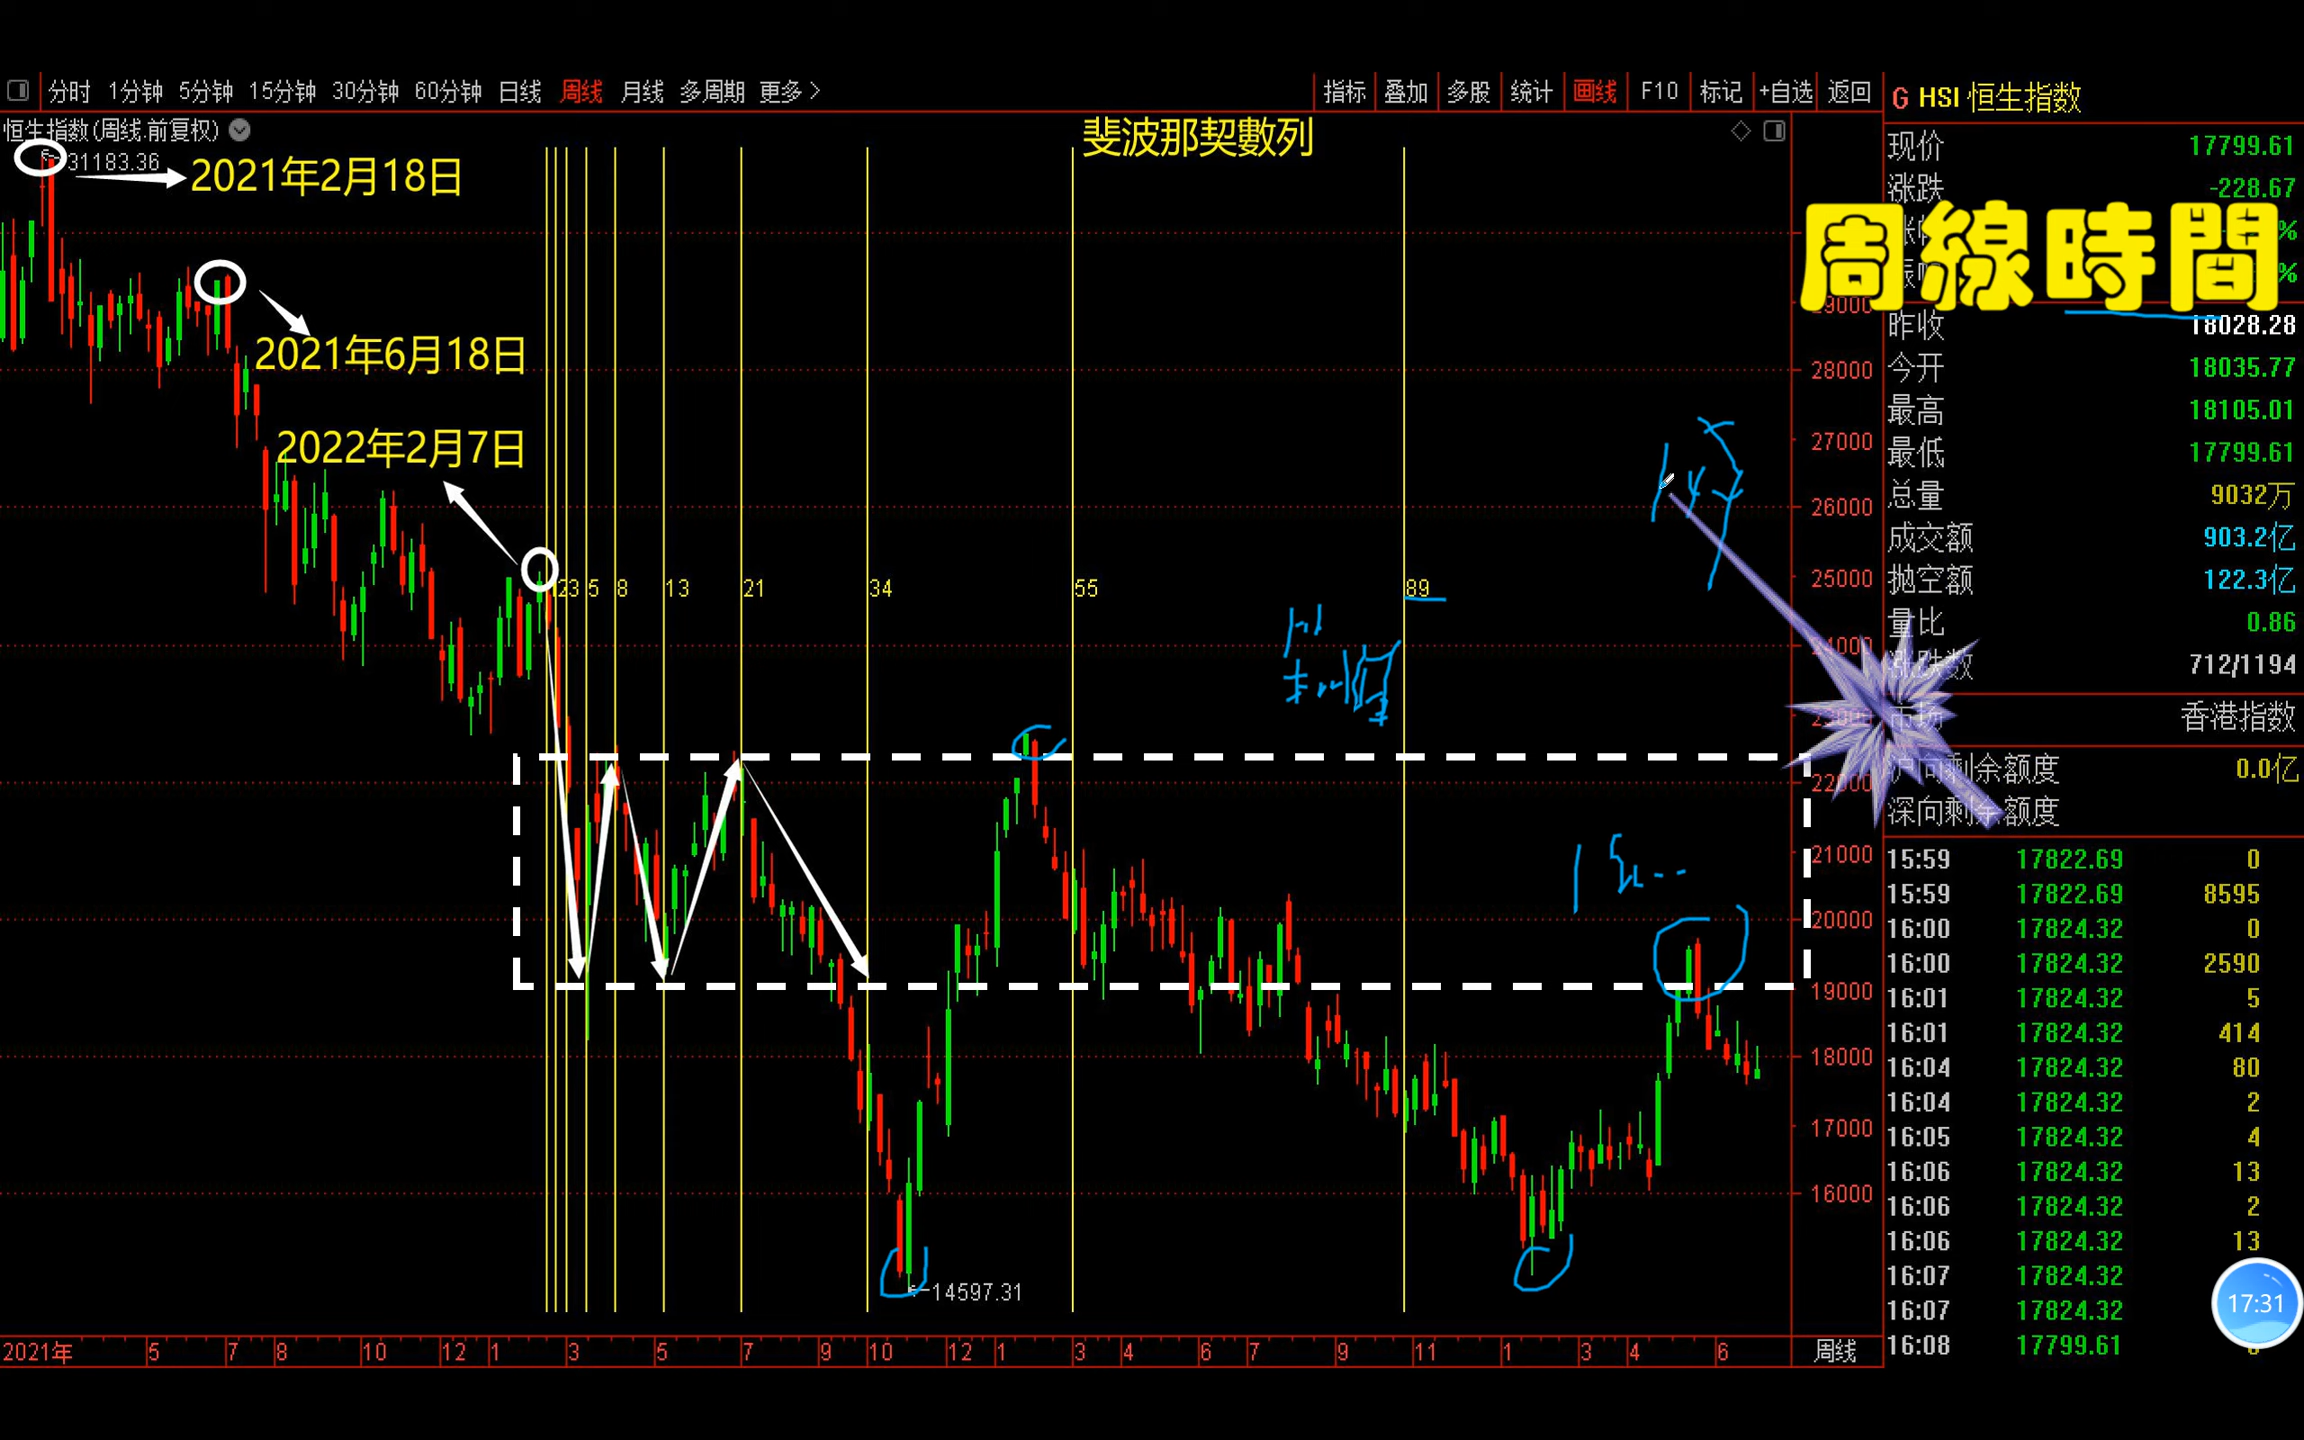 分时 1分钟 5分钟 15分钟 30分钟 60分钟 日线 周线 月线 多周期 更多
指标 叠加 多股 统计 画线 F10 标记 +自选 返回
G HSI 恒生指数
恒生指数(周线.前复权)
斐波那契數列
31183.36
2021年2月18日
2021年6月18日
2022年2月7日
周線時間
2 3 5 8 13 21 34 55 89
14597.31
29000
28000
27000
26000
25000
24000
22000
21000
20000
19000
18000
17000
16000
现价 17799.61
涨跌 -228.67
%
%
昨收 18028.28
今开 18035.77
最高 18105.01
最低 17799.61
总量 9032万
成交额 903.2亿
抛空额 122.3亿
量比 0.86
涨跌数 712/1194
市场 香港指数
沪向剩余额度 0.0亿
深向剩余额度
15:59 17822.69 0
15:59 17822.69 8595
16:00 17824.32 0
16:00 17824.32 2590
16:01 17824.32 5
16:01 17824.32 414
16:04 17824.32 80
16:04 17824.32 2
16:05 17824.32 4
16:06 17824.32 13
16:06 17824.32 2
16:06 17824.32 13
16:07 17824.32
16:07 17824.32
16:08 17799.61
17:31
2021年 5 7 8 10 12 1 3 5 7 9 10 12 1 3 4 6 7 9 11 1 3 4 6 周线